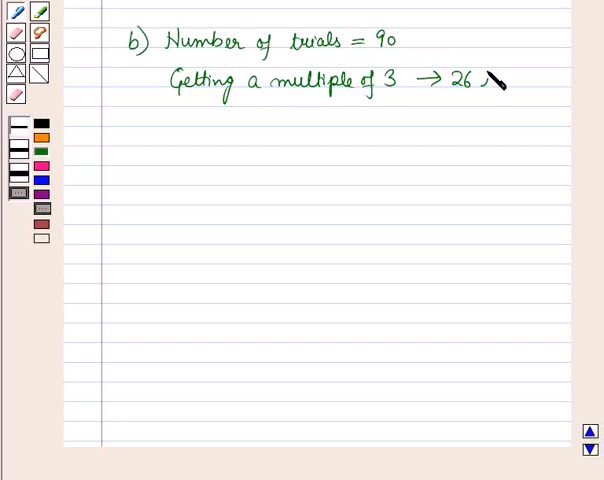 b) Number of trials = 90
Getting a multiple of 3 → 26